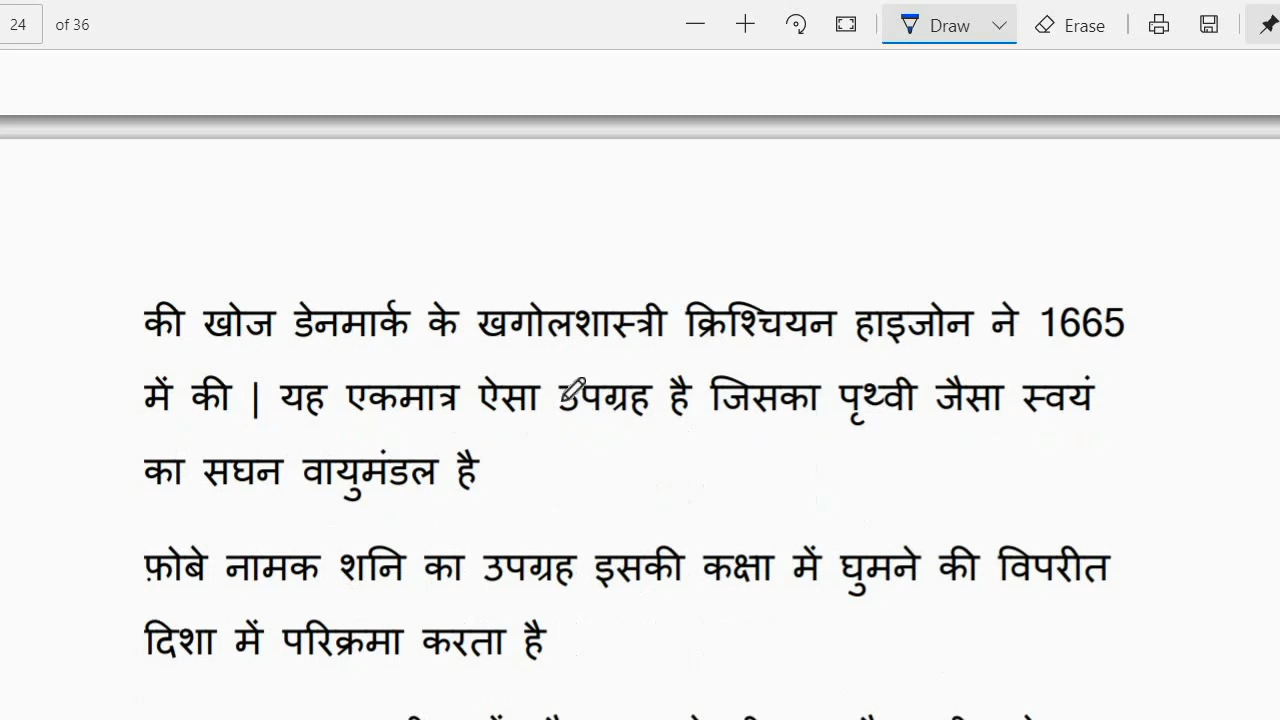 24 of 36 Draw Erase
की खोज डेनमार्क के खगोलशास्त्री क्रिश्चियन हाइजोन ने 1665
में की | यह एकमात्र ऐसा उपग्रह है जिसका पृथ्वी जैसा स्वयं
का सघन वायुमंडल है
फ़ोबे नामक शनि का उपग्रह इसकी कक्षा में घुमने की विपरीत
दिशा में परिक्रमा करता है